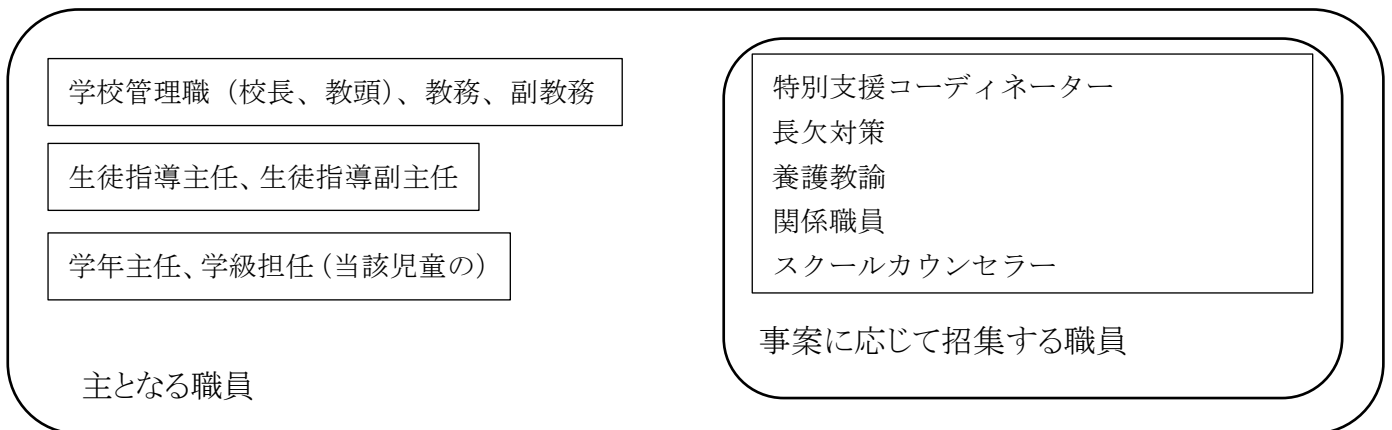 学校管理職（校長、教頭）、教務、副教務
生徒指導主任、生徒指導副主任
学年主任、学級担任（当該児童の）
主となる職員
特別支援コーディネーター
長欠対策
養護教諭
関係職員
スクールカウンセラー
事案に応じて招集する職員